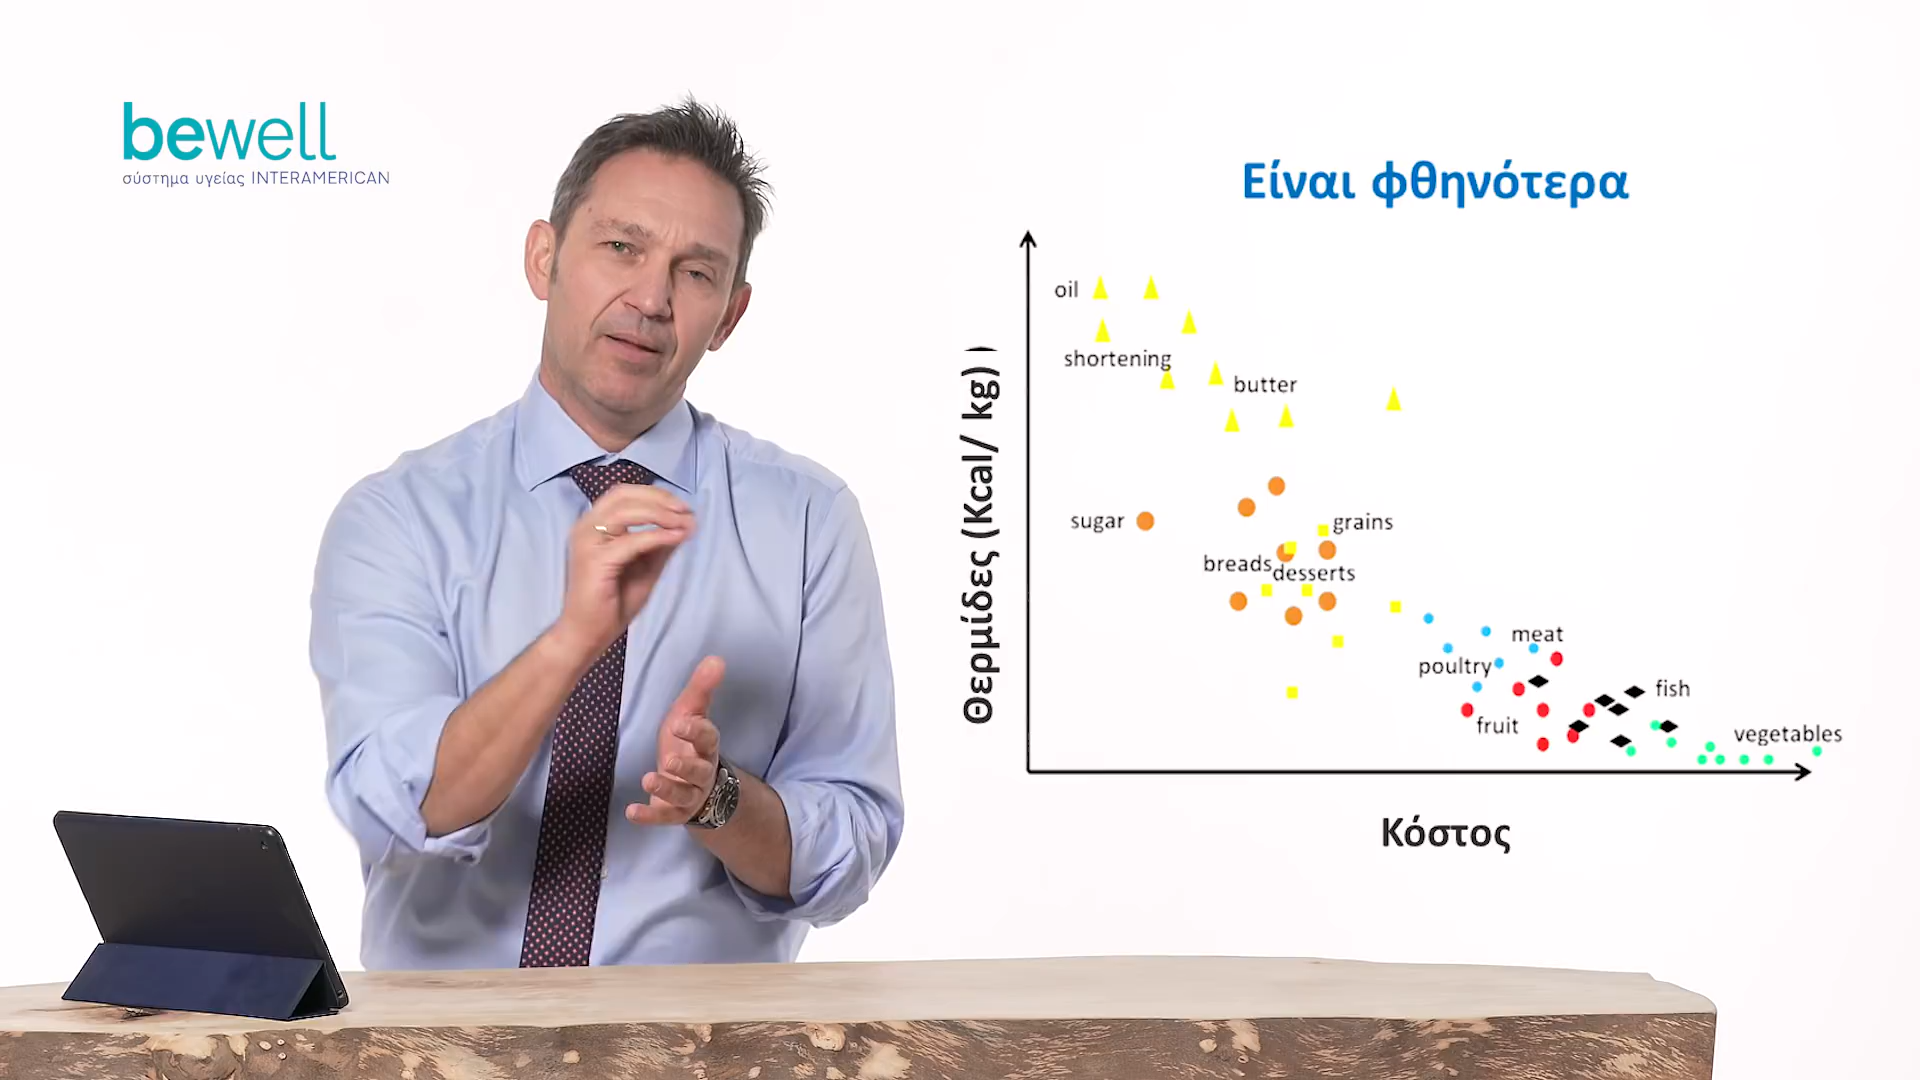 bewell
σύστημα υγείας INTERAMERICAN
Είναι φθηνότερα
Θερμίδες (Kcal/ kg) )
oil
shortening
butter
sugar
grains
breads
desserts
meat
poultry
fish
fruit
vegetables
Κόστος